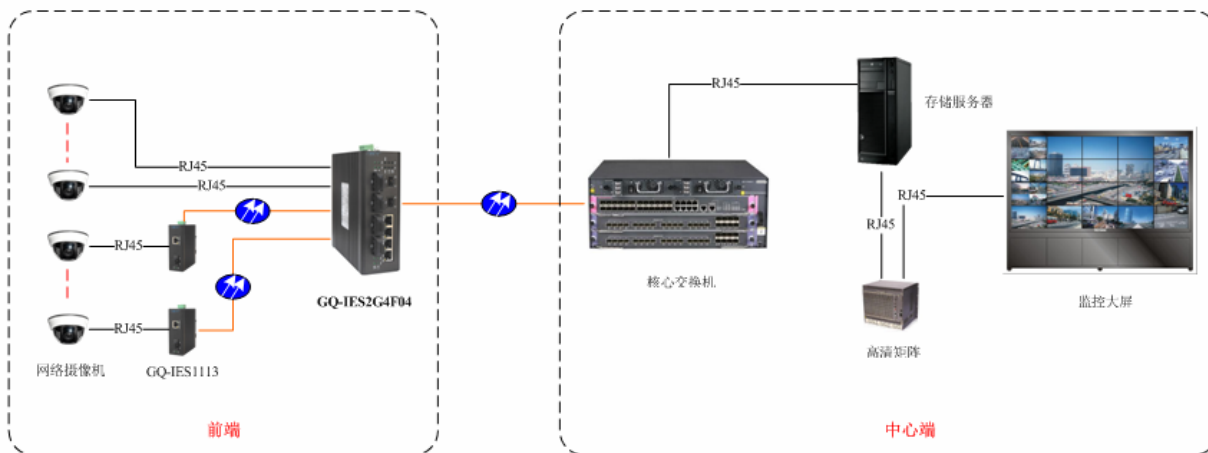 RJ45
存储服务器
RJ45
RJ45
RJ45
RJ45
RJ45
核心交换机
监控大屏
GQ-IES2G4F04
RJ45
高清矩阵
网络摄像机
GQ-IES1113
前端
中心端